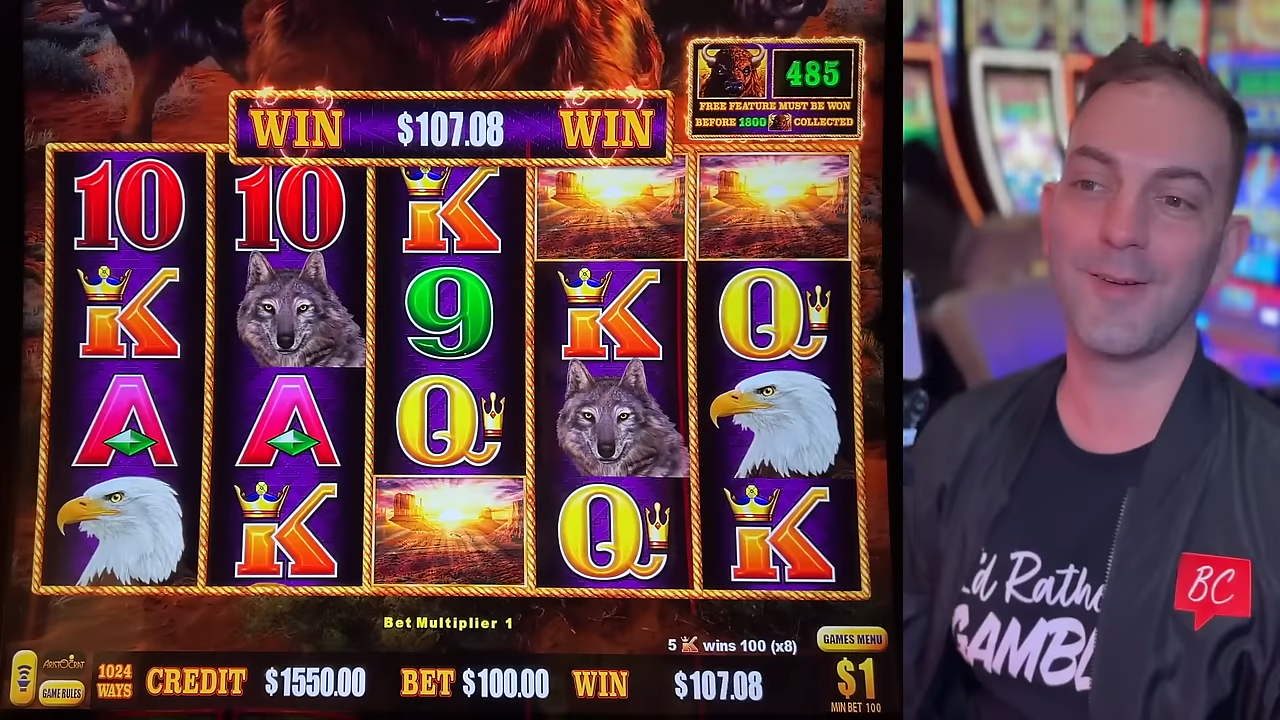 485
FREE FEATURE MUST BE WON
BEFORE 1800 COLLECTED
WIN $107.08 WIN
10 10 K
K 9 K Q
A A Q
K Q K
Bet Multiplier 1
5 K wins 100 (x8)
GAMES MENU
ARISTOCRAT
GAME RULES
1024
WAYS
CREDIT $1550.00 BET $100.00 WIN $107.08
$1
MIN BET 100
I'd Rathe
GAMBL
BC